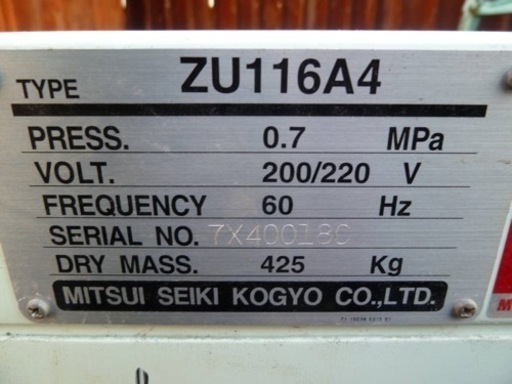 TYPE ZU116A4
PRESS. 0.7 MPa
VOLT. 200/220 V
FREQUENCY 60 Hz
SERIAL NO.
DRY MASS. 425 Kg
MITSUI SEIKI KOGYO CO.,LTD.